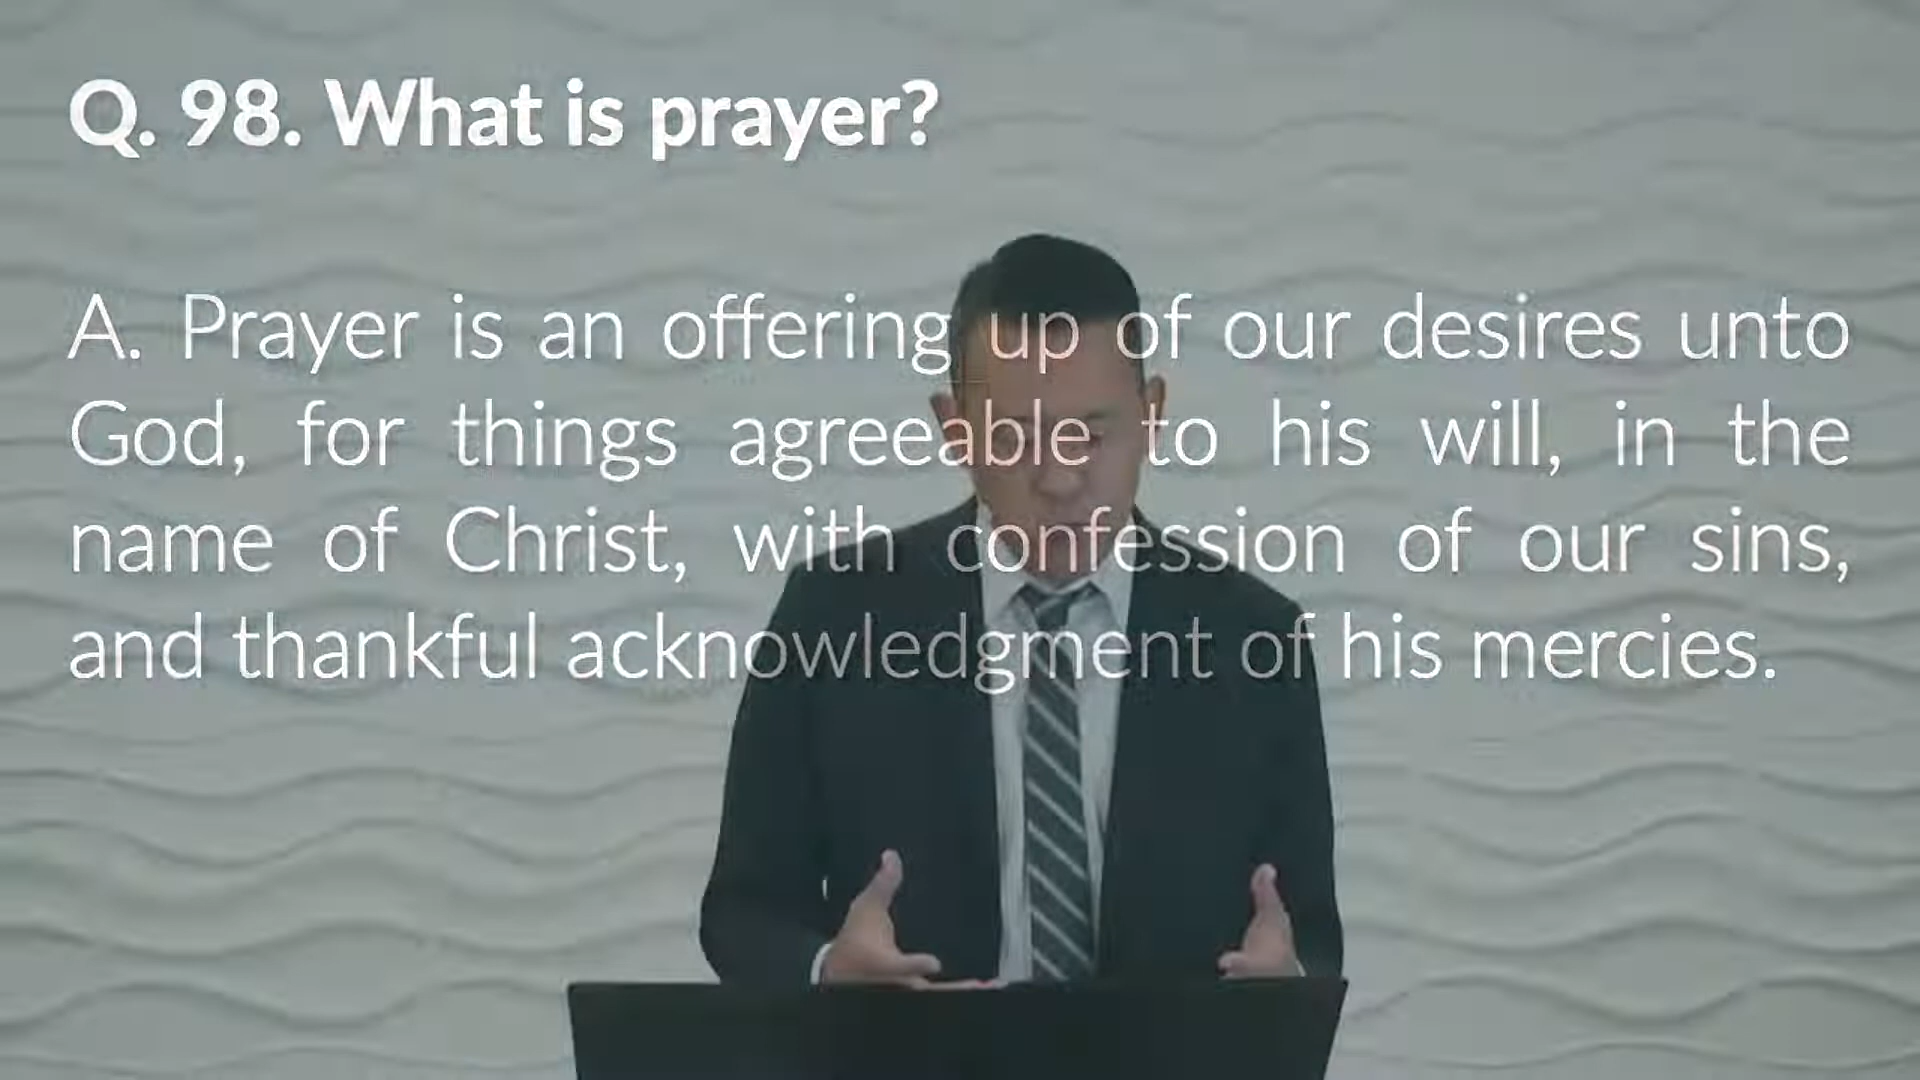 Q. 98. What is prayer?
A. Prayer is an offering up of our desires unto
God, for things agreeable to his will, in the
name of Christ, with confession of our sins,
and thankful acknowledgment of his mercies.